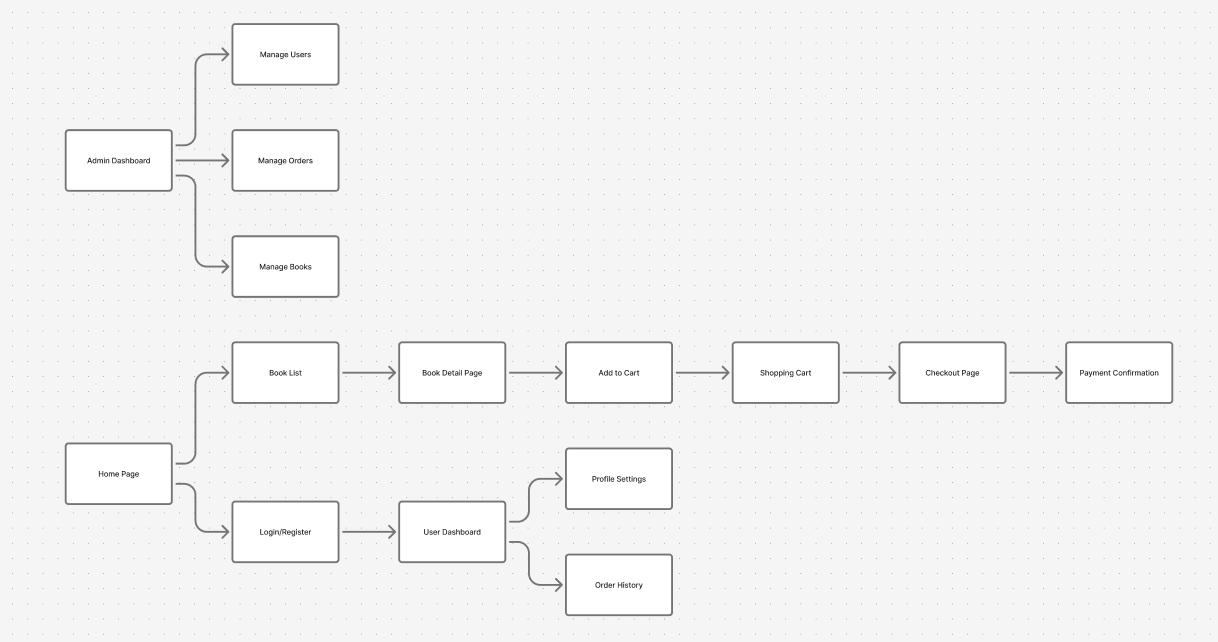 Manage Users
Admin Dashboard
Manage Orders
Manage Books
Book List
Book Detail Page
Add to Cart
Shopping Cart
Checkout Page
Payment Confirmation
Home Page
Profile Settings
Login/Register
User Dashboard
Order History